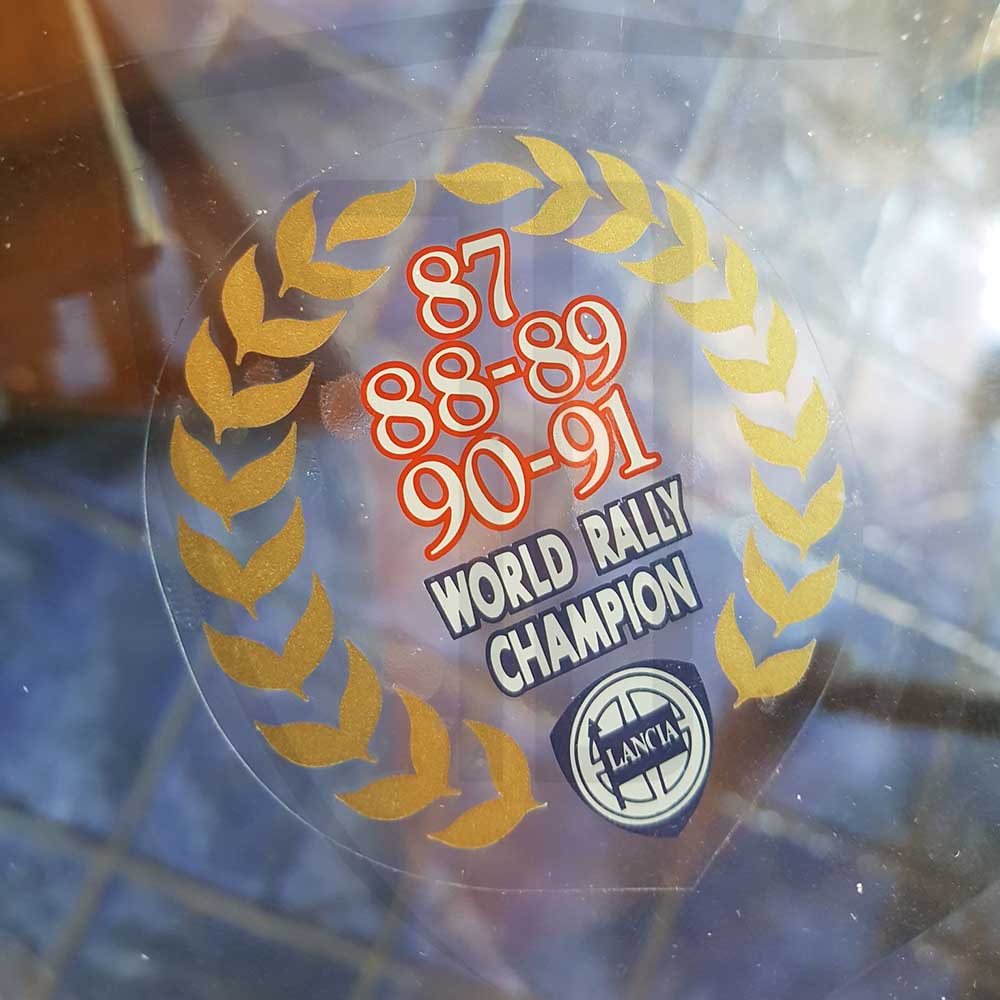 87
88-89
90-91
WORLD RALLY
CHAMPION
LANCIA